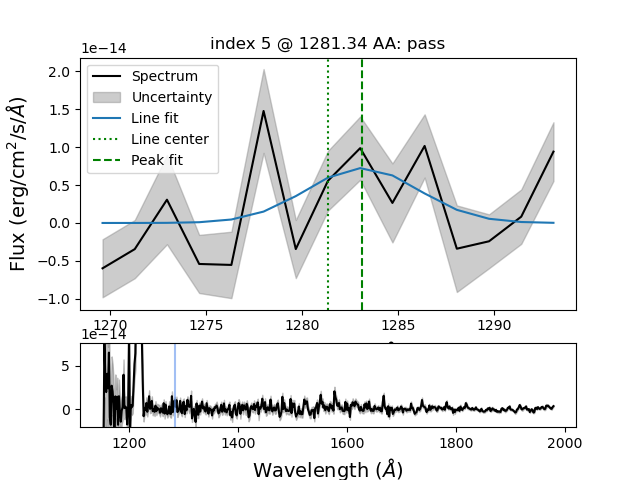 index 5 @ 1281.34 AA: pass
1e−14
2.0
1.5
1.0
0.5
0.0
−0.5
−1.0
Flux (erg/cm²/s/Å)
Spectrum
Uncertainty
Line fit
Line center
Peak fit
1270 1275 1280 1285 1290
1e−14
5
0
1200 1400 1600 1800 2000
Wavelength (Å)